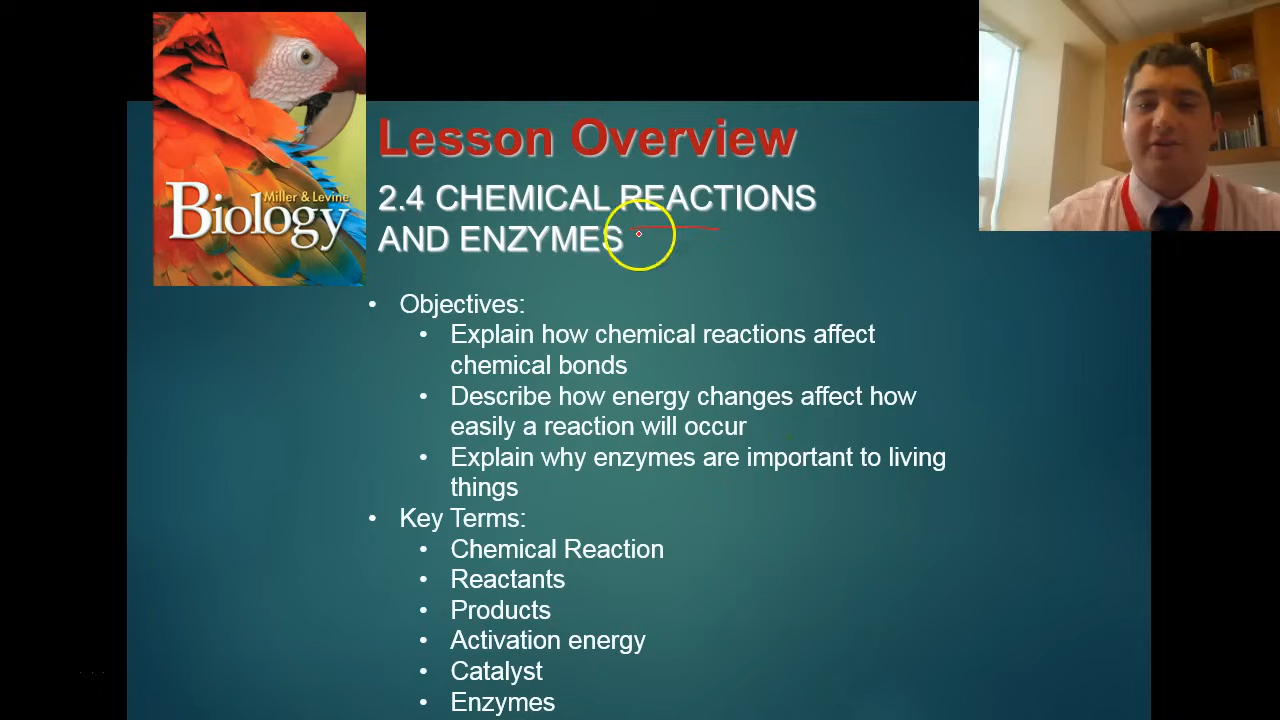 Miller & Levine
Biology
Lesson Overview
2.4 CHEMICAL REACTIONS
AND ENZYMES
• Objectives:
• Explain how chemical reactions affect
chemical bonds
• Describe how energy changes affect how
easily a reaction will occur
• Explain why enzymes are important to living
things
• Key Terms:
• Chemical Reaction
• Reactants
• Products
• Activation energy
• Catalyst
• Enzymes